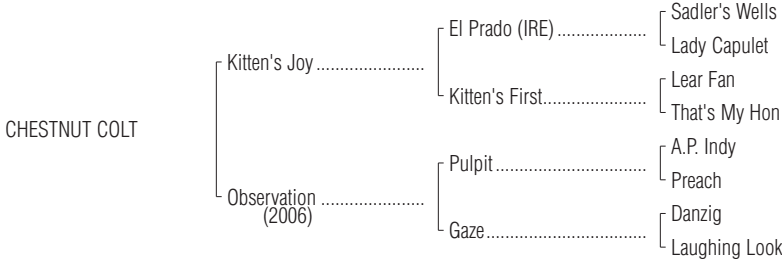 Sadler's Wells
El Prado (IRE) ...................
Lady Capulet
Kitten's Joy .......................
Lear Fan
Kitten's First......................
That's My Hon
CHESTNUT COLT
A.P. Indy
Pulpit................................
Preach
Observation ......................
(2006)
Danzig
Gaze..................................
Laughing Look